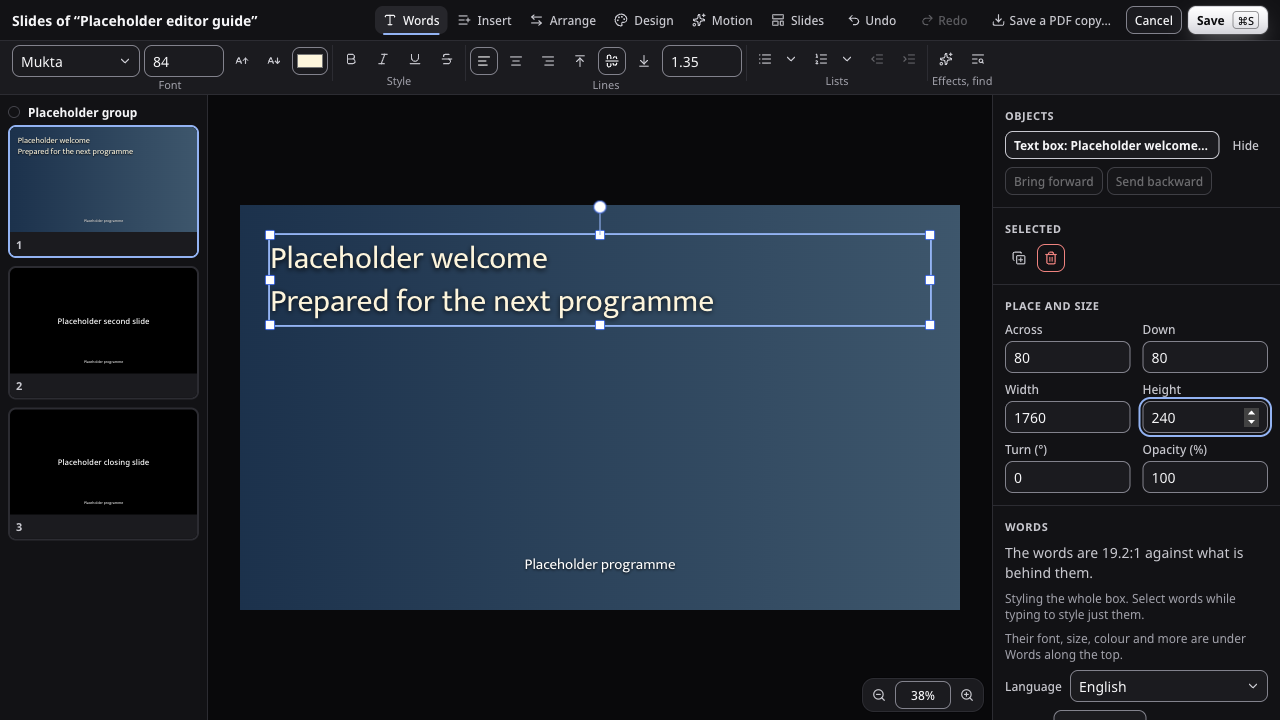 Slides of “Placeholder editor guide”
Words
Insert
Arrange
Design
Motion
Slides
Undo
Redo
Save a PDF copy…
Cancel
Save ⌘S
Mukta
84
A
A
B
I
U
S
1.35
Font
Style
Lines
Lists
Effects, find
Placeholder group
Placeholder welcome
Prepared for the next programme
Placeholder programme
1
Placeholder second slide
Placeholder programme
2
Placeholder closing slide
Placeholder programme
3
Placeholder welcome
Prepared for the next programme
Placeholder programme
38%
OBJECTS
Text box: Placeholder welcome…
Hide
Bring forward
Send backward
SELECTED
PLACE AND SIZE
Across
Down
80
80
Width
Height
1760
240
Turn (°)
Opacity (%)
0
100
WORDS
The words are 19.2:1 against what is
behind them.
Styling the whole box. Select words while
typing to style just them.
Their font, size, colour and more are under
Words along the top.
Language
English